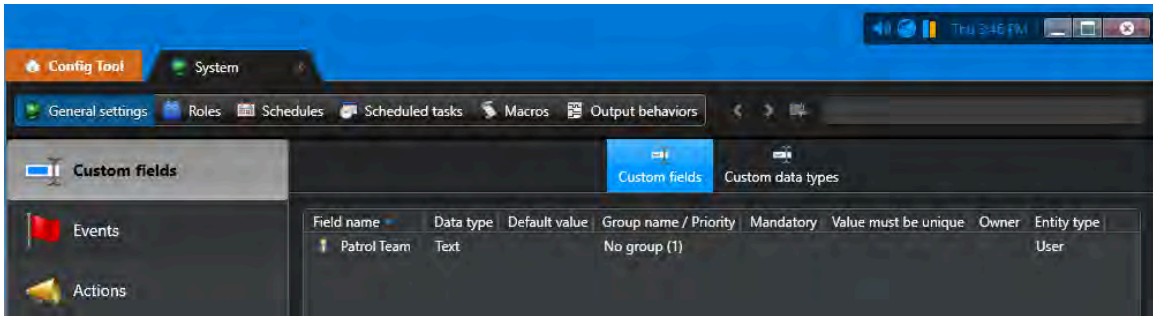 Thu 3:46 PM
Config Tool System
General settings Roles Schedules Scheduled tasks Macros Output behaviors
Custom fields
Custom fields Custom data types
Events
Field name Data type Default value Group name / Priority Mandatory Value must be unique Owner Entity type
Patrol Team Text No group (1) User
Actions